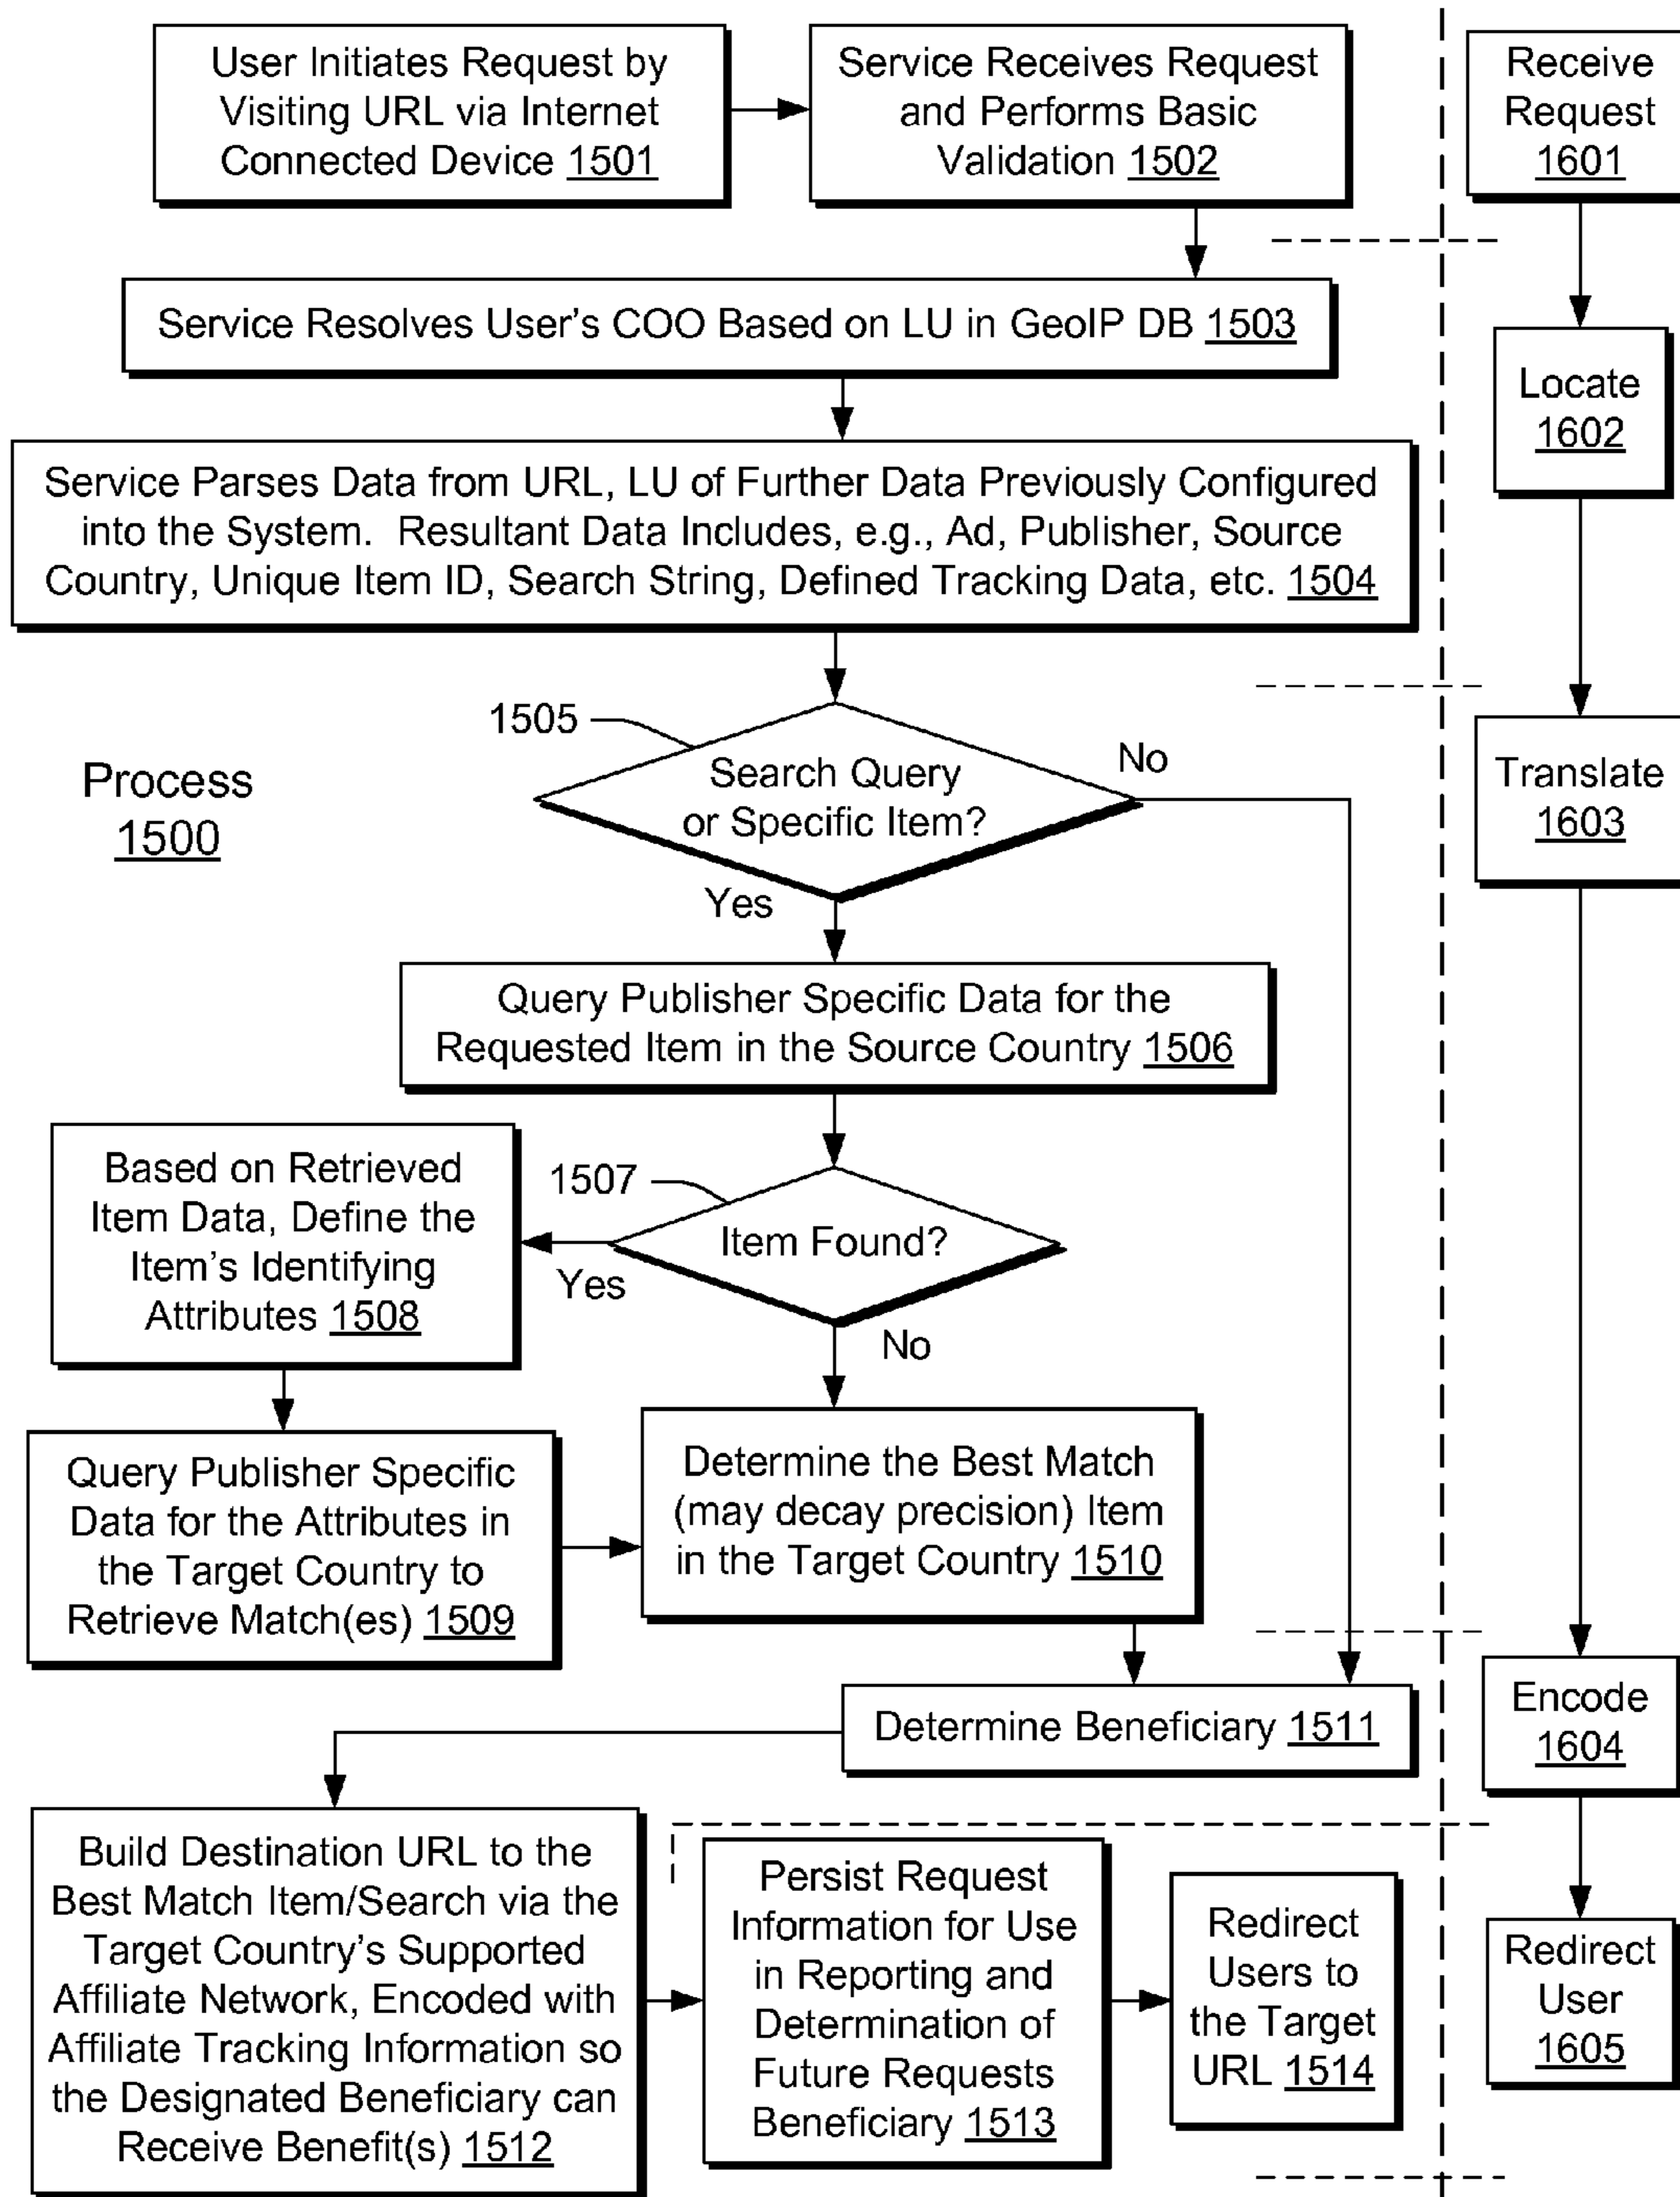 User Initiates Request by
Visiting URL via Internet
Connected Device 1501
Service Receives Request
and Performs Basic
Validation 1502
Receive
Request
1601
Service Resolves User's COO Based on LU in GeoIP DB 1503
Locate
1602
Service Parses Data from URL, LU of Further Data Previously Configured
into the System. Resultant Data Includes, e.g., Ad, Publisher, Source
Country, Unique Item ID, Search String, Defined Tracking Data, etc. 1504
1505
Search Query
or Specific Item?
No
Yes
Process
1500
Translate
1603
Query Publisher Specific Data for the
Requested Item in the Source Country 1506
1507
Item Found?
Yes
No
Based on Retrieved
Item Data, Define the
Item's Identifying
Attributes 1508
Query Publisher Specific
Data for the Attributes in
the Target Country to
Retrieve Match(es) 1509
Determine the Best Match
(may decay precision) Item
in the Target Country 1510
Determine Beneficiary 1511
Encode
1604
Build Destination URL to the
Best Match Item/Search via the
Target Country's Supported
Affiliate Network, Encoded with
Affiliate Tracking Information so
the Designated Beneficiary can
Receive Benefit(s) 1512
Persist Request
Information for Use
in Reporting and
Determination of
Future Requests
Beneficiary 1513
Redirect
Users to
the Target
URL 1514
Redirect
User
1605